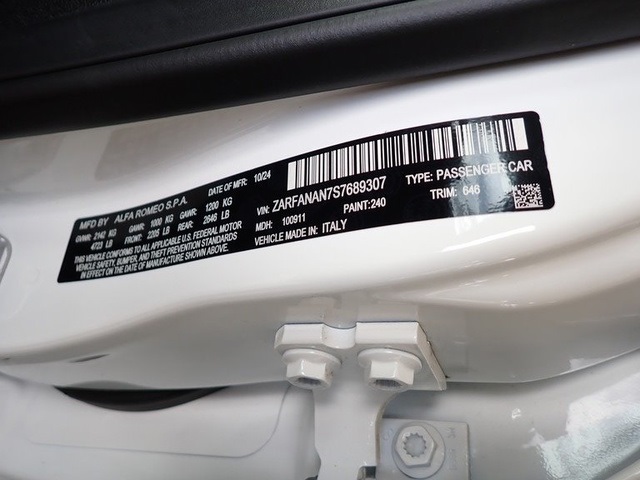 MFD BY: ALFA ROMEO S.P.A. DATE OF MFR: 10/24
GVWR: 2142 KG GAWR: 1000 KG GAWR: 1200 KG
4723 LB FRONT: 2205 LB REAR: 2646 LB
THIS VEHICLE CONFORMS TO ALL APPLICABLE U.S. FEDERAL MOTOR
VEHICLE SAFETY, BUMPER, AND THEFT PREVENTION STANDARDS
IN EFFECT ON THE DATE OF MANUFACTURE SHOWN ABOVE.
VIN: ZARFANAN7S7689307 TYPE: PASSENGER CAR
MDH: 100911 PAINT:240 TRIM: 646
VEHICLE MADE IN: ITALY